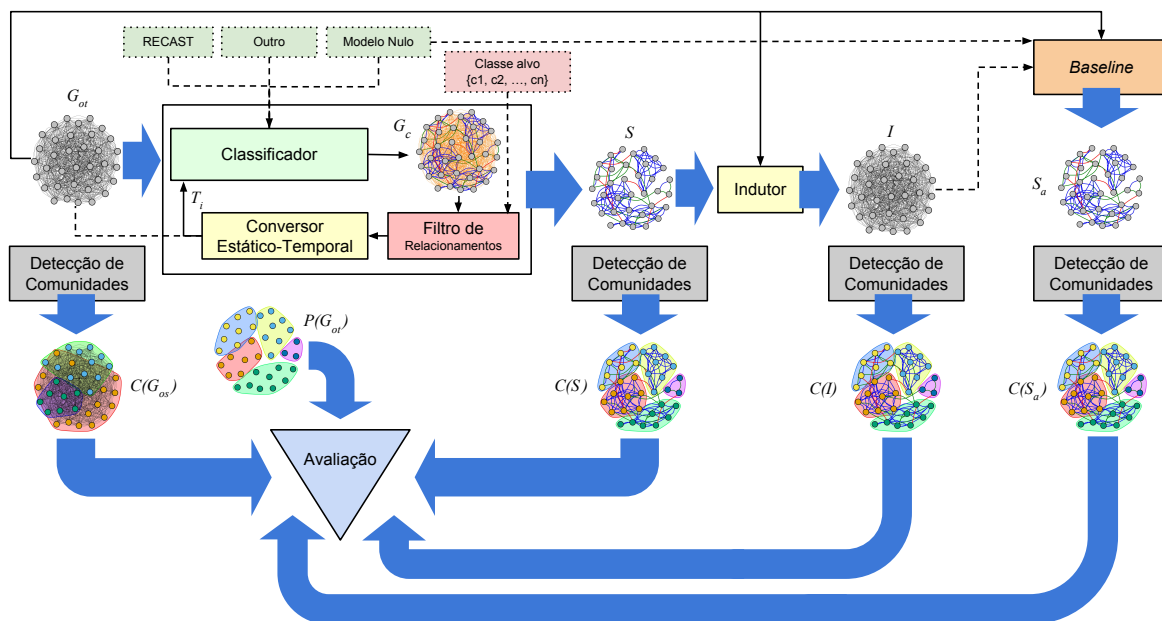 RECAST
Outro
Modelo Nulo
Classe alvo
{c1, c2, ..., cn}
Baseline
G_ot
Classificador
G_c
S
I
Indutor
S_a
T_i
Conversor
Estático-Temporal
Filtro de
Relacionamentos
Detecção de
Comunidades
Detecção de
Comunidades
Detecção de
Comunidades
Detecção de
Comunidades
P(G_ot)
C(G_os)
C(S)
C(I)
C(S_a)
Avaliação